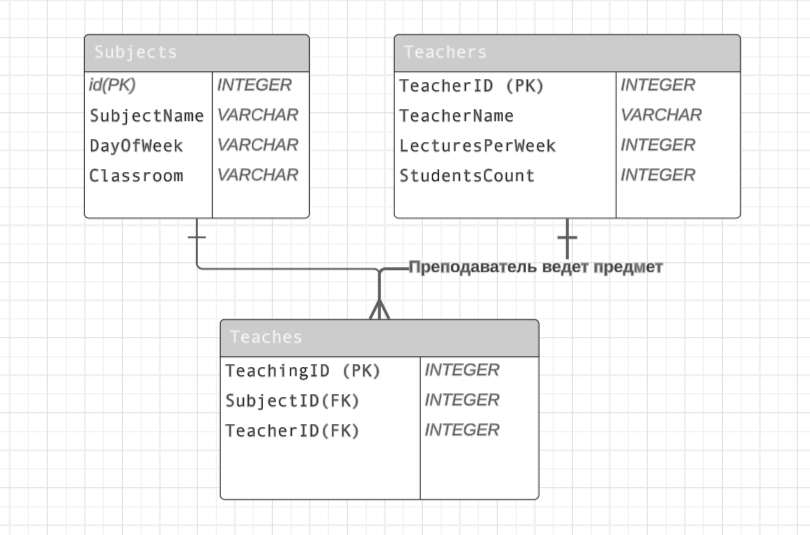 Subjects
id(PK) INTEGER
SubjectName VARCHAR
DayOfWeek VARCHAR
Classroom VARCHAR
Teachers
TeacherID (PK) INTEGER
TeacherName VARCHAR
LecturesPerWeek INTEGER
StudentsCount INTEGER
Преподаватель ведет предмет
Teaches
TeachingID (PK) INTEGER
SubjectID(FK) INTEGER
TeacherID(FK) INTEGER